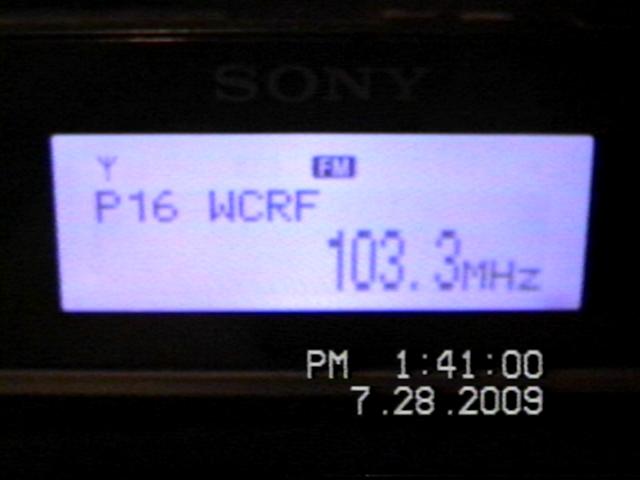 SONY
FM
P16 WCRF
103.3MHz
PM 1:41:00
7.28.2009